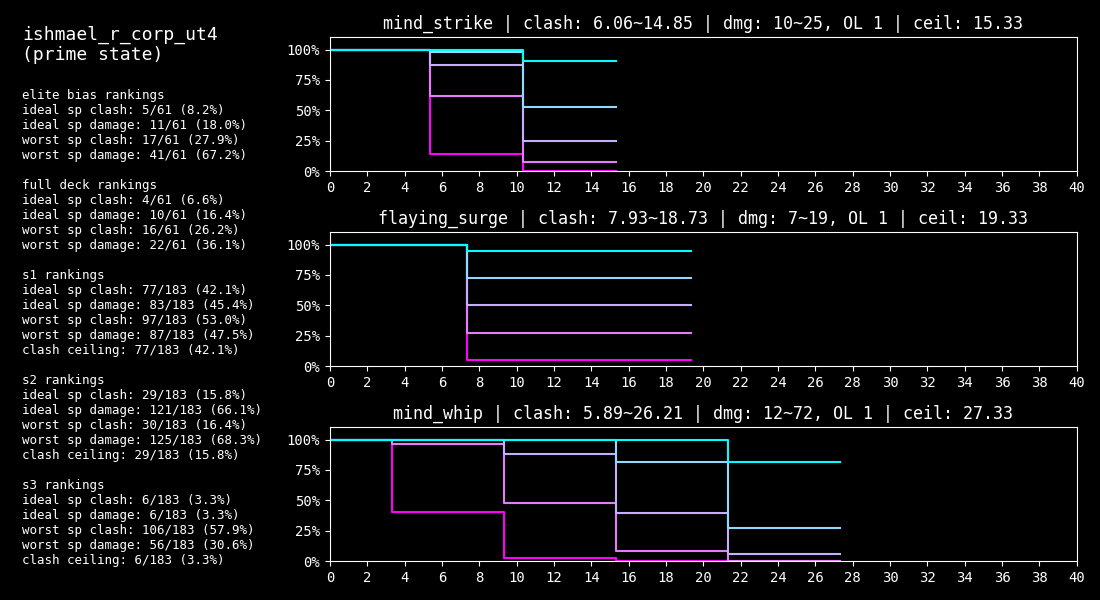 ishmael_r_corp_ut4
(prime state)
elite bias rankings
ideal sp clash: 5/61 (8.2%)
ideal sp damage: 11/61 (18.0%)
worst sp clash: 17/61 (27.9%)
worst sp damage: 41/61 (67.2%)
full deck rankings
ideal sp clash: 4/61 (6.6%)
ideal sp damage: 10/61 (16.4%)
worst sp clash: 16/61 (26.2%)
worst sp damage: 22/61 (36.1%)
s1 rankings
ideal sp clash: 77/183 (42.1%)
ideal sp damage: 83/183 (45.4%)
worst sp clash: 97/183 (53.0%)
worst sp damage: 87/183 (47.5%)
clash ceiling: 77/183 (42.1%)
s2 rankings
ideal sp clash: 29/183 (15.8%)
ideal sp damage: 121/183 (66.1%)
worst sp clash: 30/183 (16.4%)
worst sp damage: 125/183 (68.3%)
clash ceiling: 29/183 (15.8%)
s3 rankings
ideal sp clash: 6/183 (3.3%)
ideal sp damage: 6/183 (3.3%)
worst sp clash: 106/183 (57.9%)
worst sp damage: 56/183 (30.6%)
clash ceiling: 6/183 (3.3%)
mind_strike | clash: 6.06~14.85 | dmg: 10~25, OL 1 | ceil: 15.33
100%
75%
50%
25%
0%
0 2 4 6 8 10 12 14 16 18 20 22 24 26 28 30 32 34 36 38 40
flaying_surge | clash: 7.93~18.73 | dmg: 7~19, OL 1 | ceil: 19.33
100%
75%
50%
25%
0%
0 2 4 6 8 10 12 14 16 18 20 22 24 26 28 30 32 34 36 38 40
mind_whip | clash: 5.89~26.21 | dmg: 12~72, OL 1 | ceil: 27.33
100%
75%
50%
25%
0%
0 2 4 6 8 10 12 14 16 18 20 22 24 26 28 30 32 34 36 38 40